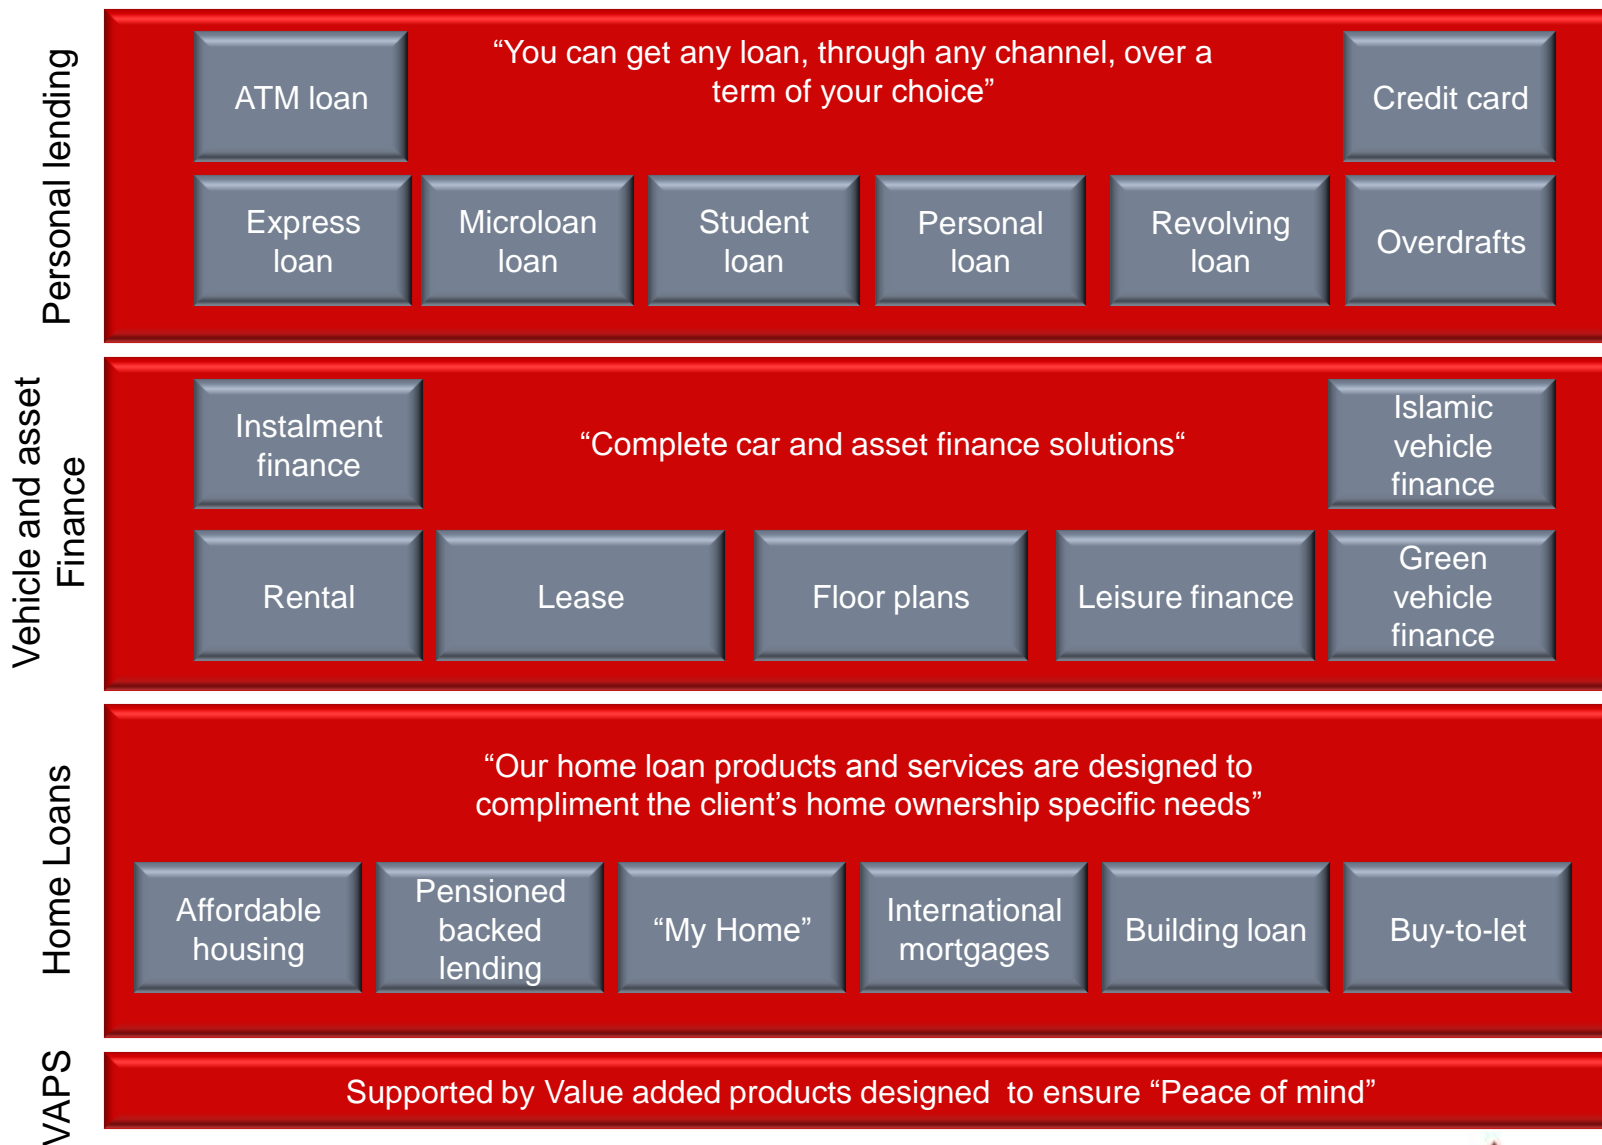 Personal lending
“You can get any loan, through any channel, over a
term of your choice”
ATM loan
Credit card
Express
loan
Microloan
loan
Student
loan
Personal
loan
Revolving
loan
Overdrafts
Vehicle and asset
Finance
Instalment
finance
“Complete car and asset finance solutions“
Islamic
vehicle
finance
Rental
Lease
Floor plans
Leisure finance
Green
vehicle
finance
Home Loans
“Our home loan products and services are designed to
compliment the client’s home ownership specific needs”
Affordable
housing
Pensioned
backed
lending
“My Home”
International
mortgages
Building loan
Buy-to-let
VAPS
Supported by Value added products designed  to ensure “Peace of mind”